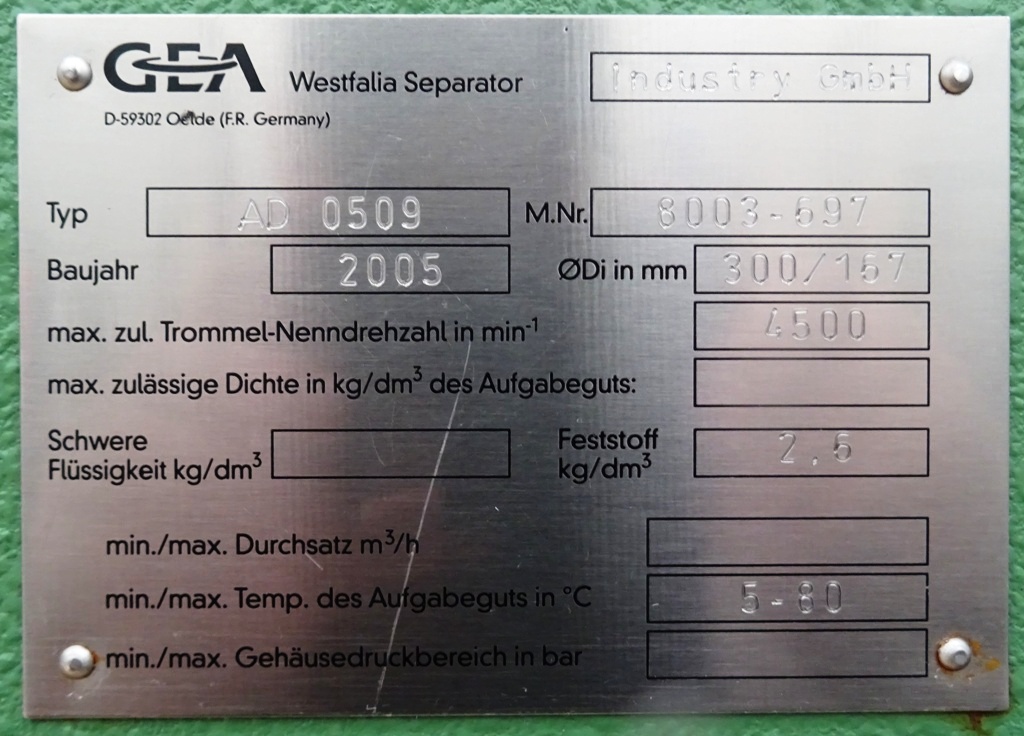 GEA Westfalia Separator Industry GmbH
D-59302 Oelde (F.R. Germany)
Typ AD 0509 M.Nr. 8003-697
Baujahr 2005 ØDi in mm 300/167
max. zul. Trommel-Nenndrehzahl in min⁻¹ 4500
max. zulässige Dichte in kg/dm³ des Aufgabeguts:
Schwere Feststoff
Flüssigkeit kg/dm³ kg/dm³ 2,6
min./max. Durchsatz m³/h
min./max. Temp. des Aufgabeguts in °C 5-80
min./max. Gehäusedruckbereich in bar